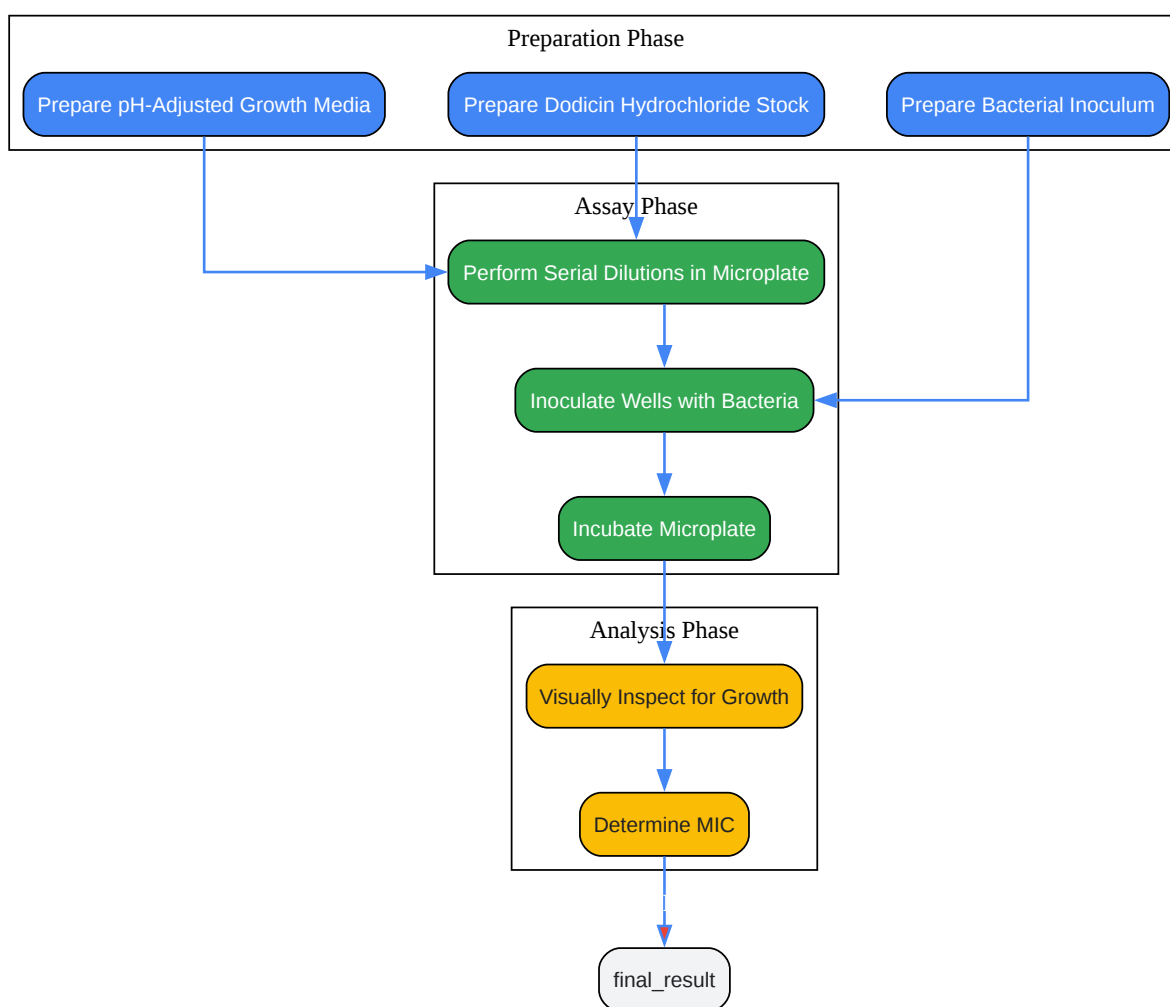 Preparation Phase
Prepare pH-Adjusted Growth Media
Prepare Dodicin Hydrochloride Stock
Prepare Bacterial Inoculum
Assay Phase
Perform Serial Dilutions in Microplate
Inoculate Wells with Bacteria
Incubate Microplate
Analysis Phase
Visually Inspect for Growth
Determine MIC
final_result